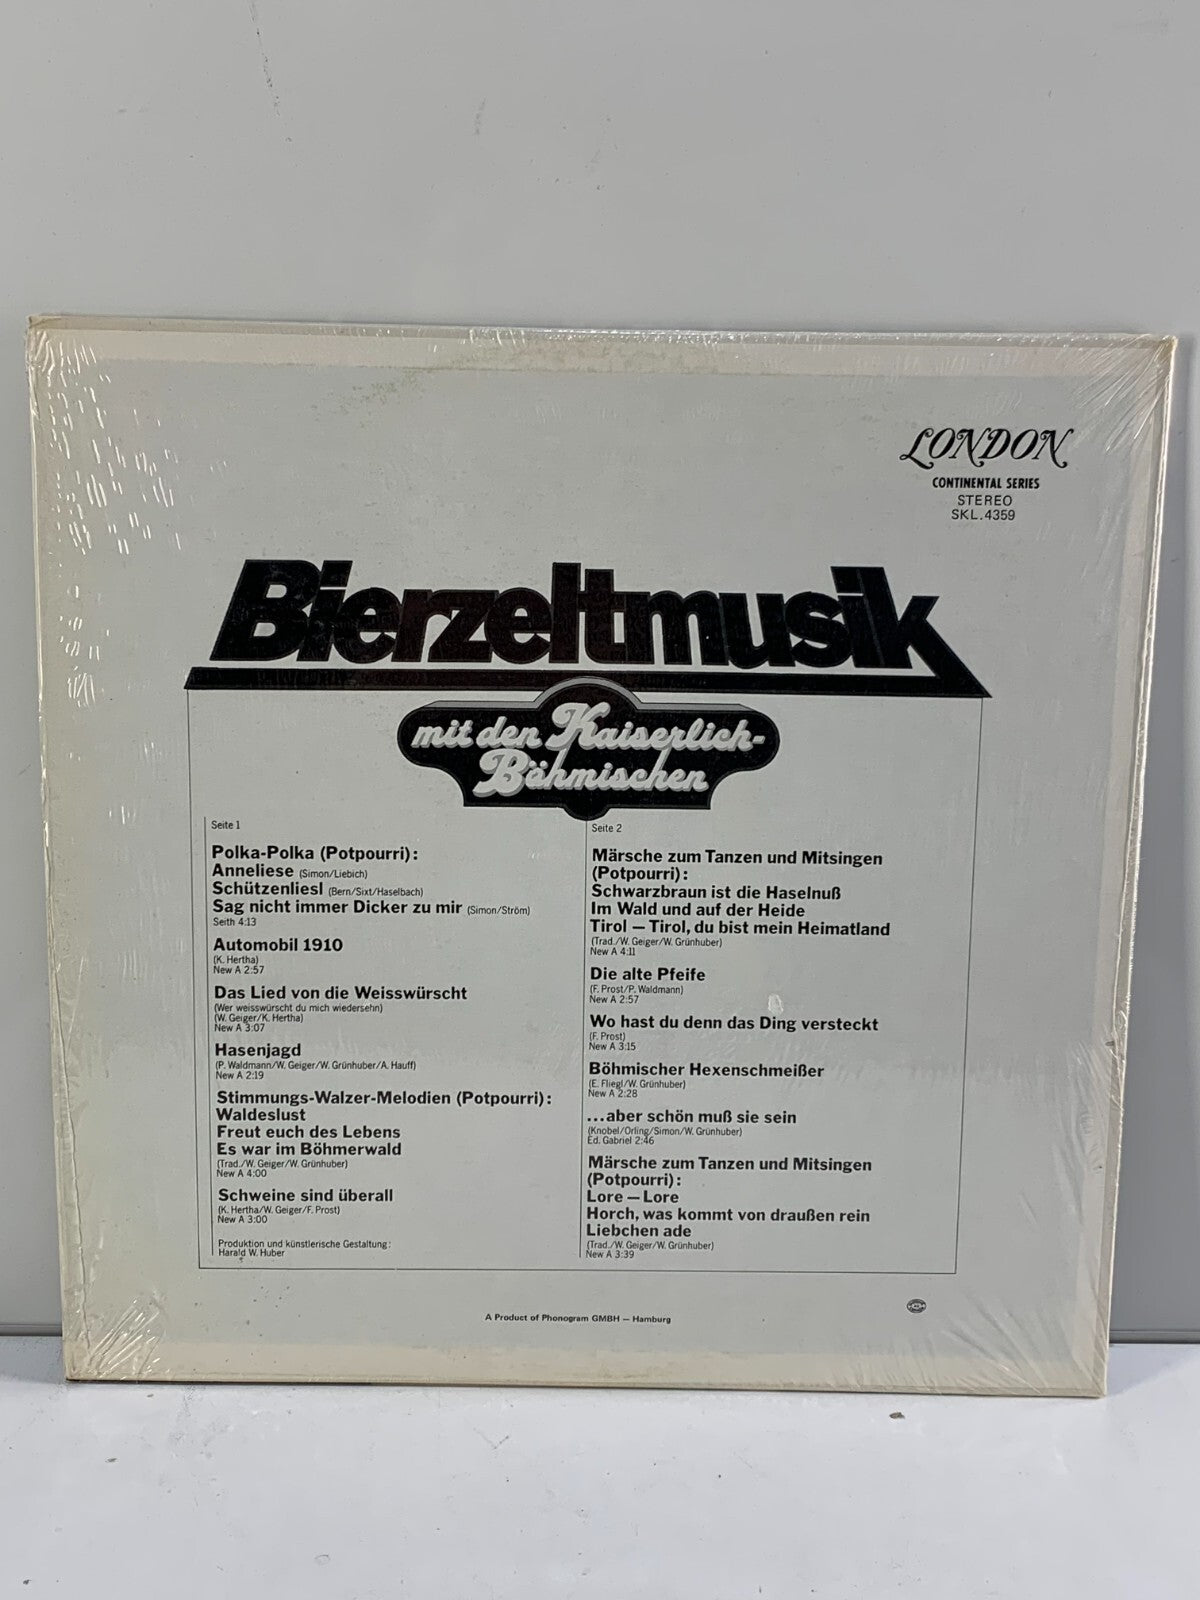 LONDON
CONTINENTAL SERIES
STEREO
SKL.4359
Bierzeltmusik
mit den Kaiserlich-
Böhmischen
Seite 1
Polka-Polka (Potpourri):
Anneliese (Simon/Liebich)
Schützenliesl (Bern/Sixt/Haselbach)
Sag nicht immer Dicker zu mir (Simon/Ström)
Seith 4:13
Automobil 1910
(K. Hertha)
New A 2:57
Das Lied von die Weisswürscht
(Wer weisswürscht du mich wiedersehn)
(W. Geiger/K. Hertha)
New A 3:07
Hasenjagd
(P. Waldmann/W. Geiger/W. Grünhuber/A. Hauff)
New A 2:19
Stimmungs-Walzer-Melodien (Potpourri):
Waldeslust
Freut euch des Lebens
Es war im Böhmerwald
(Trad./W. Geiger/W. Grünhuber)
New A 4:00
Schweine sind überall
(K. Hertha/W. Geiger/F. Prost)
New A 3:00
Produktion und künstlerische Gestaltung:
Harald W. Huber
Seite 2
Märsche zum Tanzen und Mitsingen
(Potpourri):
Schwarzbraun ist die Haselnuß
Im Wald und auf der Heide
Tirol – Tirol, du bist mein Heimatland
(Trad./W. Geiger/W. Grünhuber)
New A 4:11
Die alte Pfeife
(F. Prost/P. Waldmann)
New A 2:57
Wo hast du denn das Ding versteckt
(F. Prost)
New A 3:15
Böhmischer Hexenschmeißer
(E. Fliegl/W. Grünhuber)
New A 2:28
...aber schön muß sie sein
(Knobel/Orling/Simon/W. Grünhuber)
Ed. Gabriel 2:46
Märsche zum Tanzen und Mitsingen
(Potpourri):
Lore – Lore
Horch, was kommt von draußen rein
Liebchen ade
(Trad./W. Geiger/W. Grünhuber)
New A 3:39
A Product of Phonogram GMBH – Hamburg